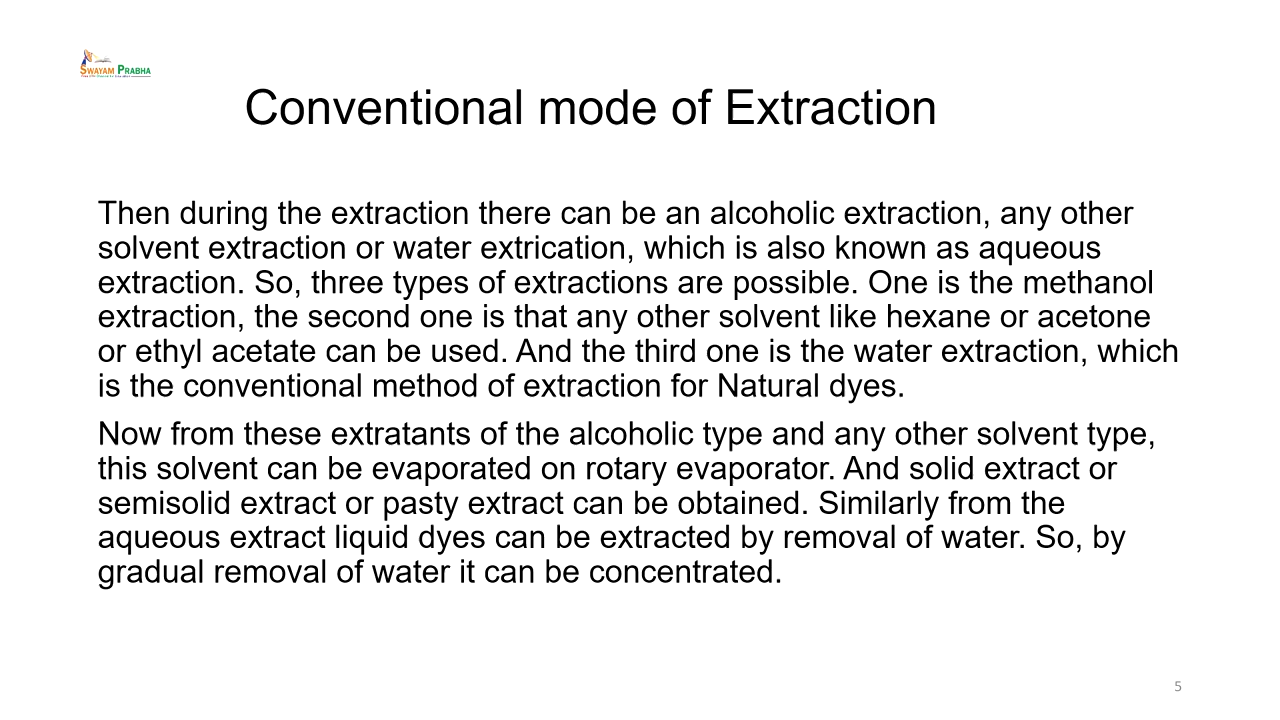 SWAYAM PRABHA
Conventional mode of Extraction
Then during the extraction there can be an alcoholic extraction, any other
solvent extraction or water extrication, which is also known as aqueous
extraction. So, three types of extractions are possible. One is the methanol
extraction, the second one is that any other solvent like hexane or acetone
or ethyl acetate can be used. And the third one is the water extraction, which
is the conventional method of extraction for Natural dyes.
Now from these extratants of the alcoholic type and any other solvent type,
this solvent can be evaporated on rotary evaporator. And solid extract or
semisolid extract or pasty extract can be obtained. Similarly from the
aqueous extract liquid dyes can be extracted by removal of water. So, by
gradual removal of water it can be concentrated.
5